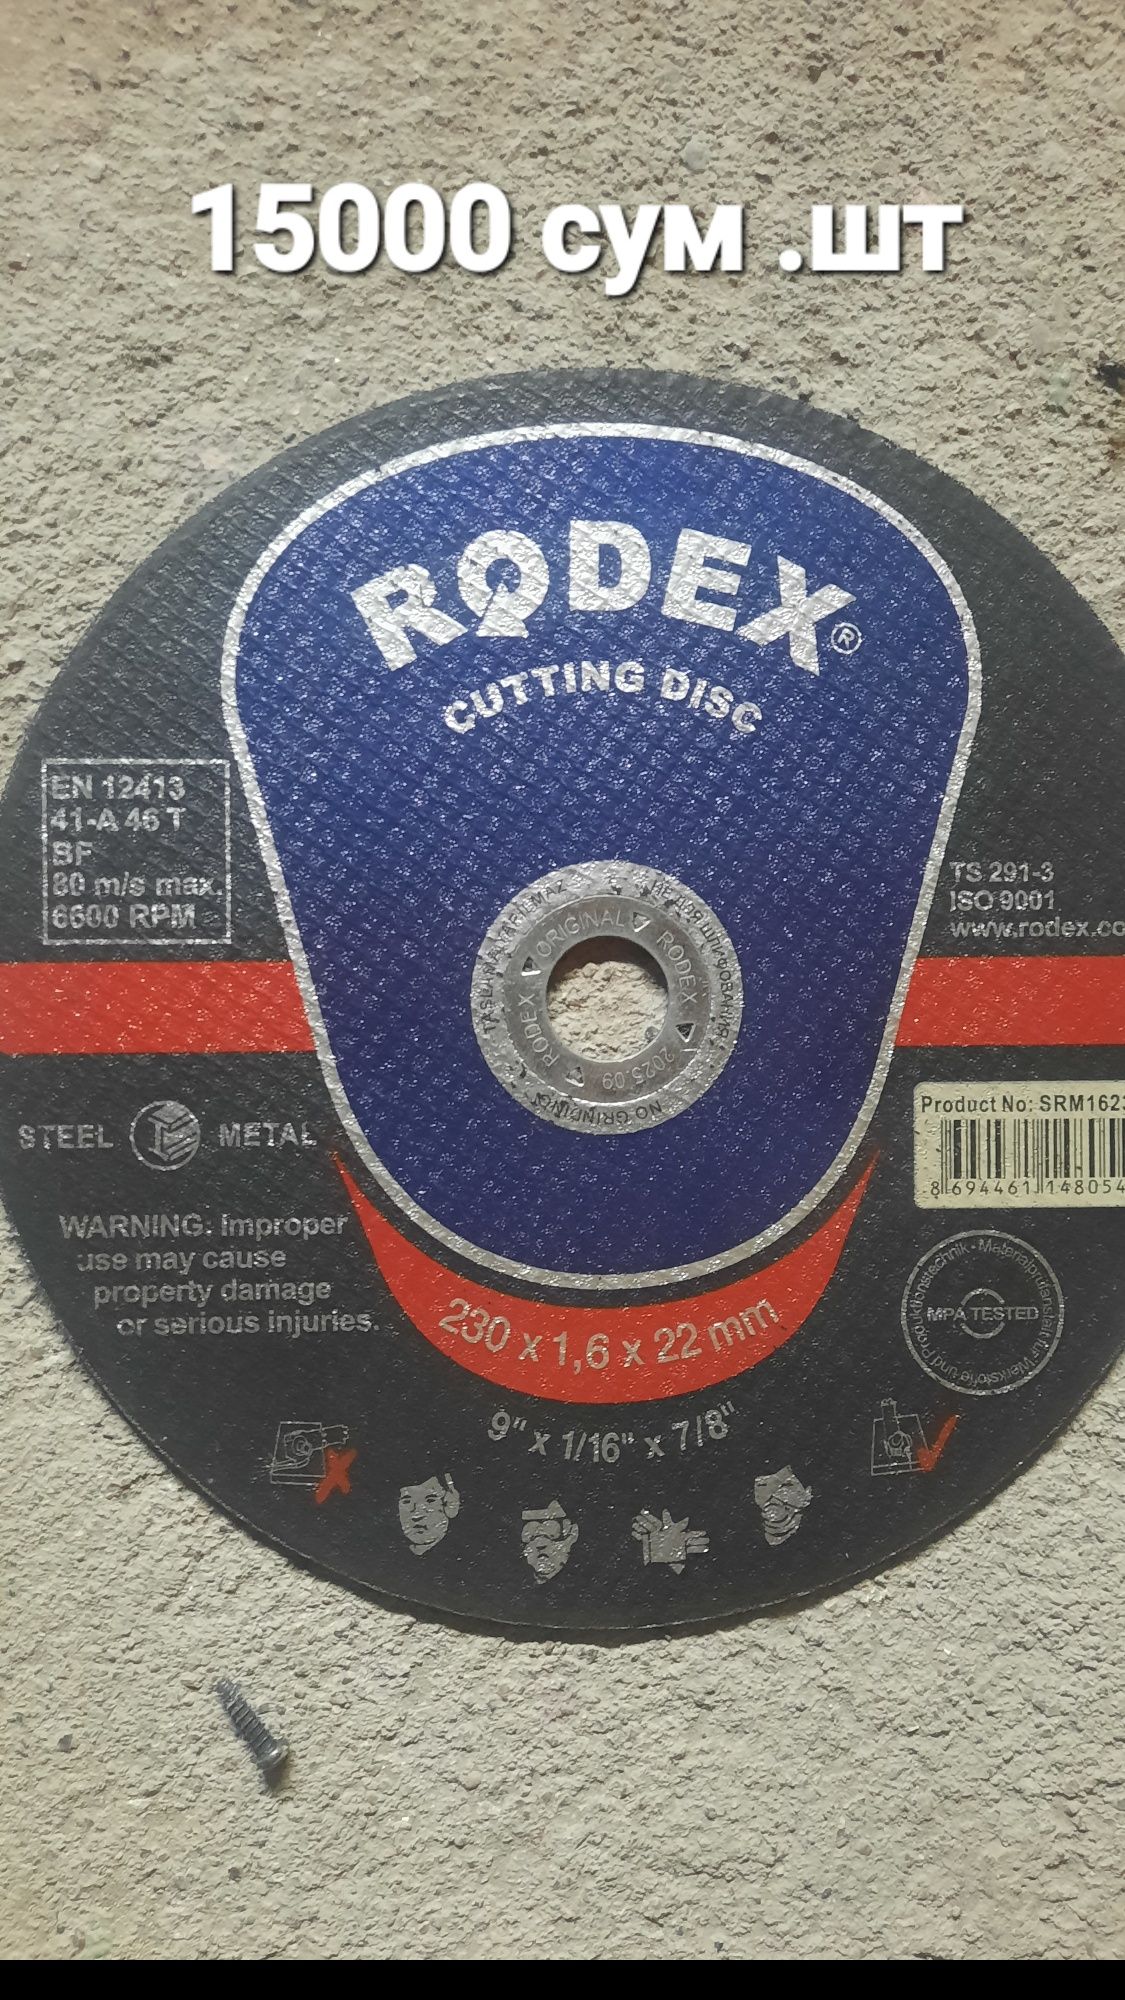 15000 сум .шт
RODEX®
CUTTING DISC
EN 12413
41-A 46 T
BF
80 m/s max.
6600 RPM
TS 291-3
ISO 9001
www.rodex.co
ORIGINAL
RODEX
2025.09
RODEX
NO GRINDING
Product No: SRM1623
8 694461 148054
STEEL METAL
WARNING: Improper
use may cause
property damage
or serious injuries.
230 x 1,6 x 22 mm
9" x 1/16" x 7/8"
MPA TESTED